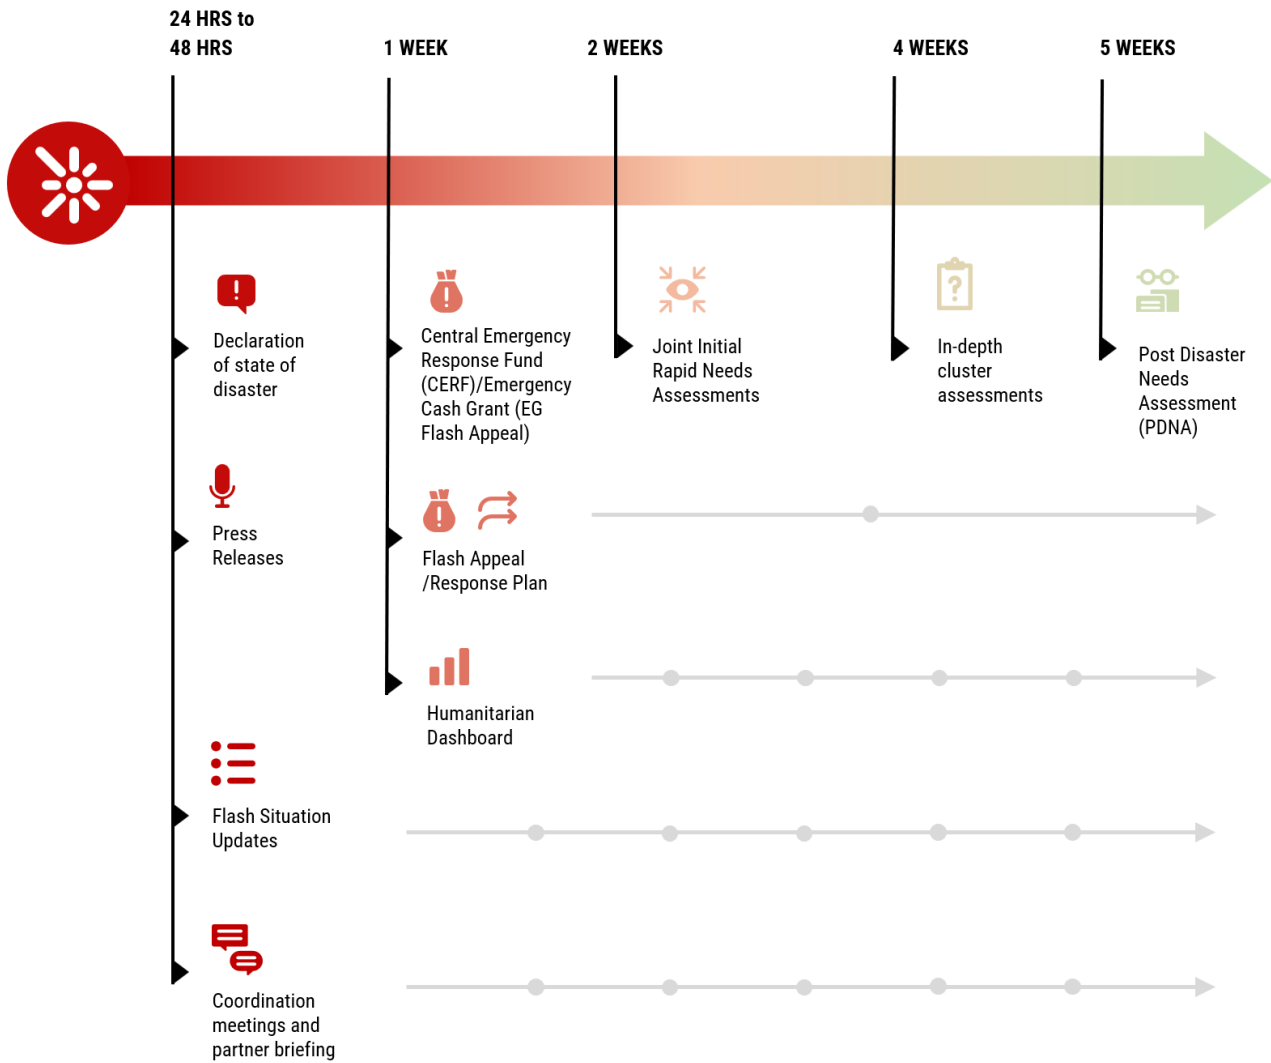 24 HRS to
48 HRS
1 WEEK
2 WEEKS
4 WEEKS
5 WEEKS
Declaration
of state of
disaster
Press
Releases
Flash Situation
Updates
Coordination
meetings and
partner briefing
Central Emergency
Response Fund
(CERF)/Emergency
Cash Grant (EG
Flash Appeal)
Flash Appeal
/Response Plan
Humanitarian
Dashboard
Joint Initial
Rapid Needs
Assessments
In-depth
cluster
assessments
Post Disaster
Needs
Assessment
(PDNA)